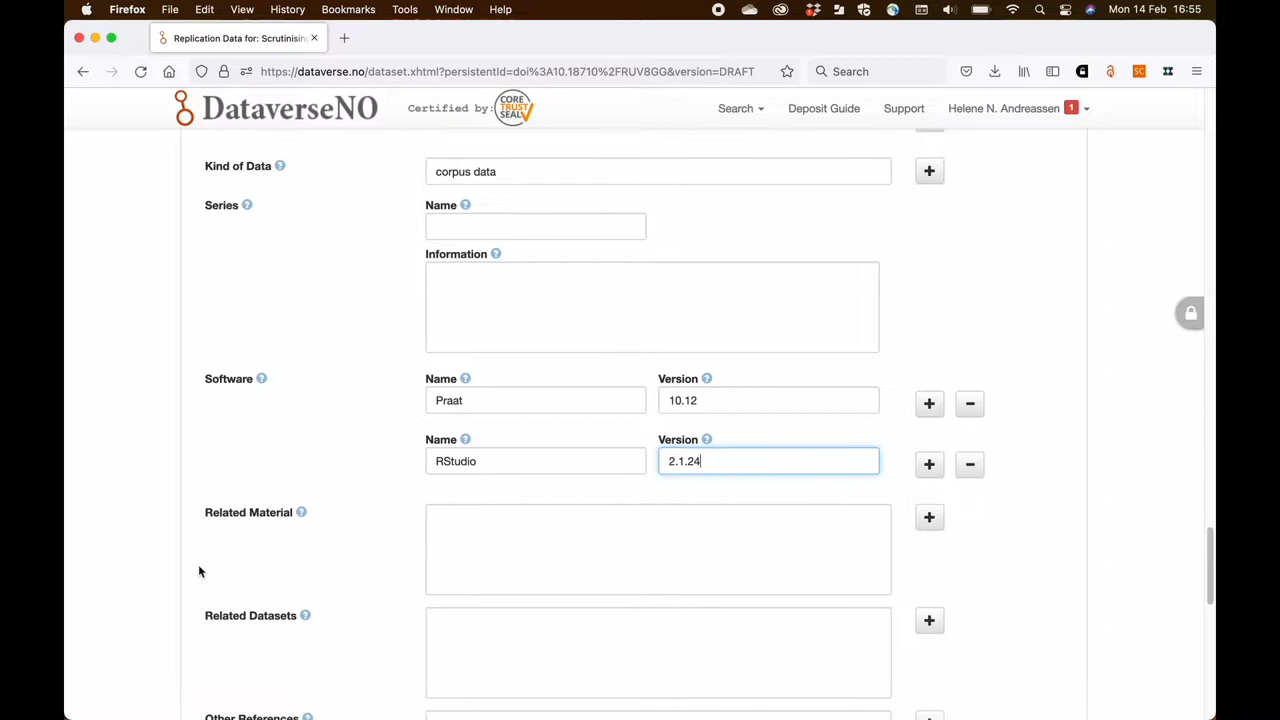 Firefox File Edit View History Bookmarks Tools Window Help Mon 14 Feb 16:55
Replication Data for: Scrutinising
https://dataverse.no/dataset.xhtml?persistentId=doi%3A10.18710%2FRUV8GG&version=DRAFT Search
DataverseNO Certified by: CORE TRUST SEAL Search Deposit Guide Support Helene N. Andreassen 1
Kind of Data corpus data
Series Name
Information
Software Name Version
Praat 10.12
Name Version
RStudio 2.1.24
Related Material
Related Datasets
Other References